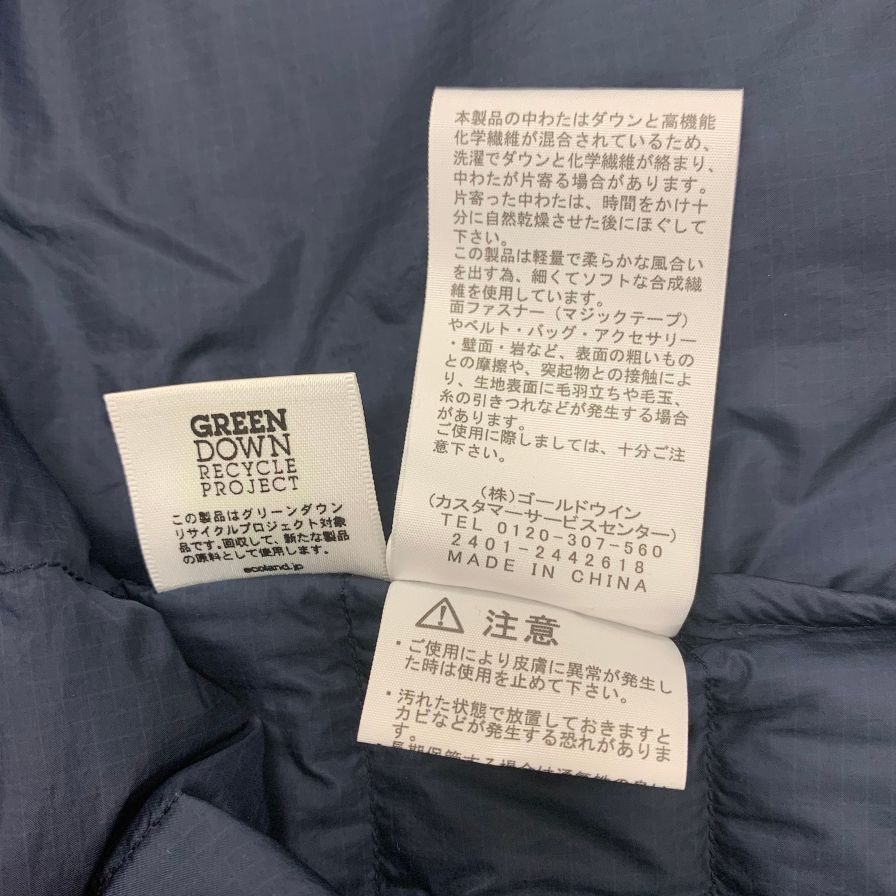 本製品の中わたはダウンと高機能
化学繊維が混合されているため、
洗濯でダウンと化学繊維が絡まり、
中わたが片寄る場合があります。
片寄った中わたは、時間をかけ十
分に自然乾燥させた後にほぐして
下さい。
この製品は軽量で柔らかな風合い
を出す為、細くてソフトな合成繊
維を使用しています。
面ファスナー（マジックテープ）
やベルト・バッグ・アクセサリー
・壁面・岩など、表面の粗いもの
との摩擦や、突起物との接触によ
り、生地表面に毛羽立ちや毛玉、
糸の引きつれなどが発生する場合
があります。
ご使用に際しましては、十分ご注
意下さい。
（株）ゴールドウイン
(カスタマーサービスセンター)
TEL 0120-307-560
2401-2442618
MADE IN CHINA
GREEN
DOWN
RECYCLE
PROJECT
この製品はグリーンダウン
リサイクルプロジェクト対象
品です。回収して、新たな製品
の原料として使用します。
ecoland.jp
注意
・ご使用により皮膚に異常が発生し
た時は使用を止めて下さい。
・汚れた状態で放置しておきますと
カビなどが発生する恐れがありま
す。
・長期保管する場合は通気性の良い